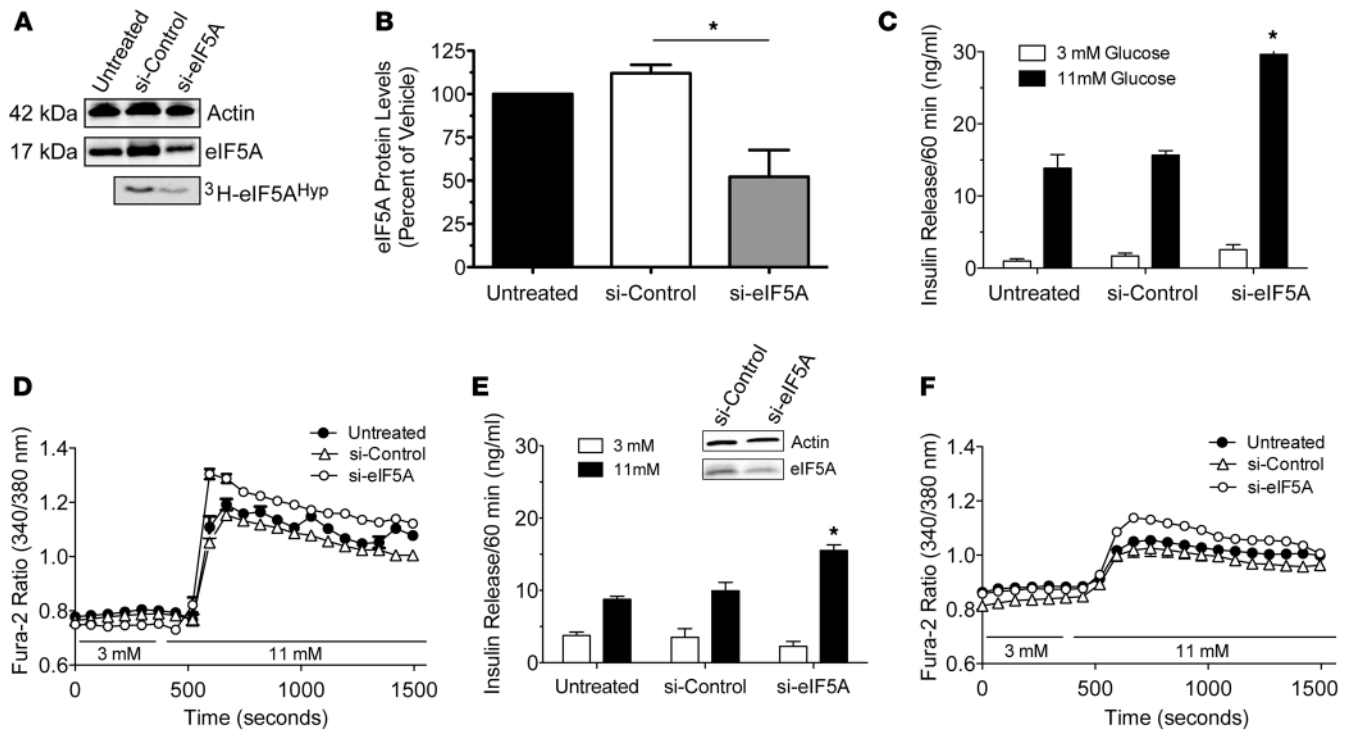 A
Untreated
si-Control
si-eIF5A
42 kDa
Actin
17 kDa
eIF5A
3H-eIF5AHyp
B
*
eIF5A Protein Levels
(Percent of Vehicle)
125
100
75
50
25
0
Untreated
si-Control
si-eIF5A
C
*
Insulin Release/60 min (ng/ml)
30
20
10
0
3 mM Glucose
11mM Glucose
Untreated
si-Control
si-eIF5A
D
Fura-2 Ratio (340/380 nm)
1.4
1.2
1.0
0.8
0.6
Untreated
si-Control
si-eIF5A
3 mM
11 mM
0
500
1000
1500
Time (seconds)
E
Insulin Release/60 min (ng/ml)
30
20
10
0
3 mM
11mM
si-Control
si-eIF5A
Actin
eIF5A
*
Untreated
si-Control
si-eIF5A
F
Fura-2 Ratio (340/380 nm)
1.4
1.2
1.0
0.8
0.6
Untreated
si-Control
si-eIF5A
3 mM
11 mM
0
500
1000
1500
Time (seconds)